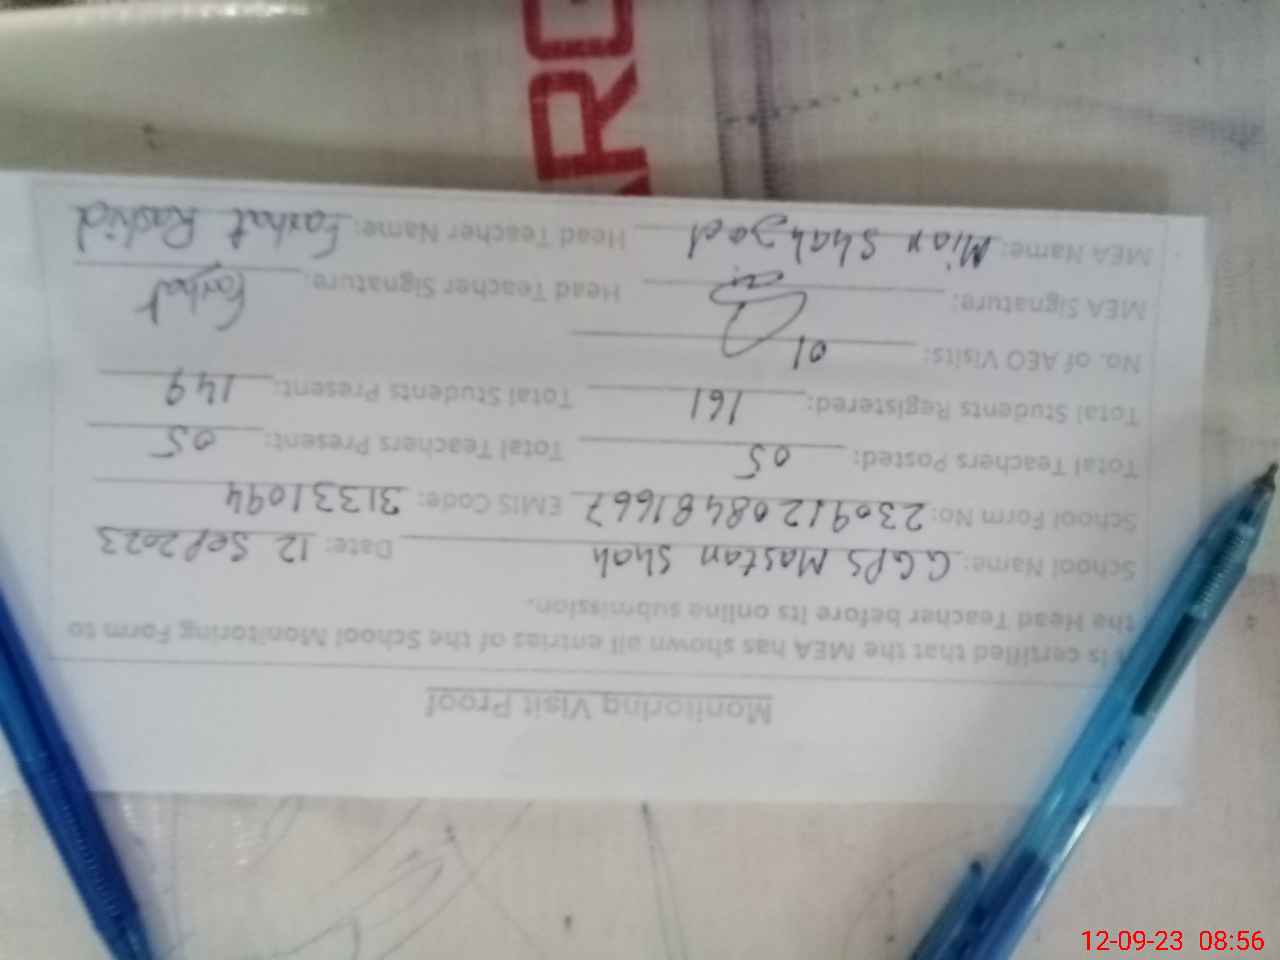 Monitoring Visit Proof
is certified that the MEA has shown all entries of the School Monitoring Form to
the Head Teacher before its online submission.
School Name: GGPS Mastan Shah Date: 12 Sep 2023
School Form No: 230912084816667 EMIS Code: 31331094
Total Teachers Posted: 05 Total Teachers Present: 05
Total Students Registered: 161 Total Students Present: 149
No. of AEO Visits: 01
MEA Signature: Head Teacher Signature: Farhat
MEA Name: Mian Shahzad Head Teacher Name: Farhat Rashid
ARG
12-09-23 08:56